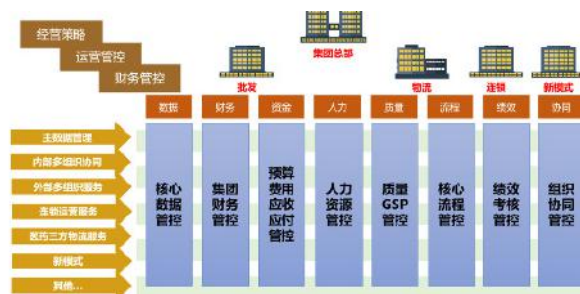 经营策略
运营管控
财务管控
集团总部
批发
物流
连锁
新模式
数据
财务
资金
人力
质量
流程
绩效
协同
主数据管理
内部多组织协同
外部多组织服务
连锁运营服务
医药三方物流服务
新模式
其他...
核心
数据
管控
集团
财务
管控
预算
费用
应收
应付
管控
人力
资源
管控
质量
GSP
管控
核心
流程
管控
绩效
考核
管控
组织
协同
管控